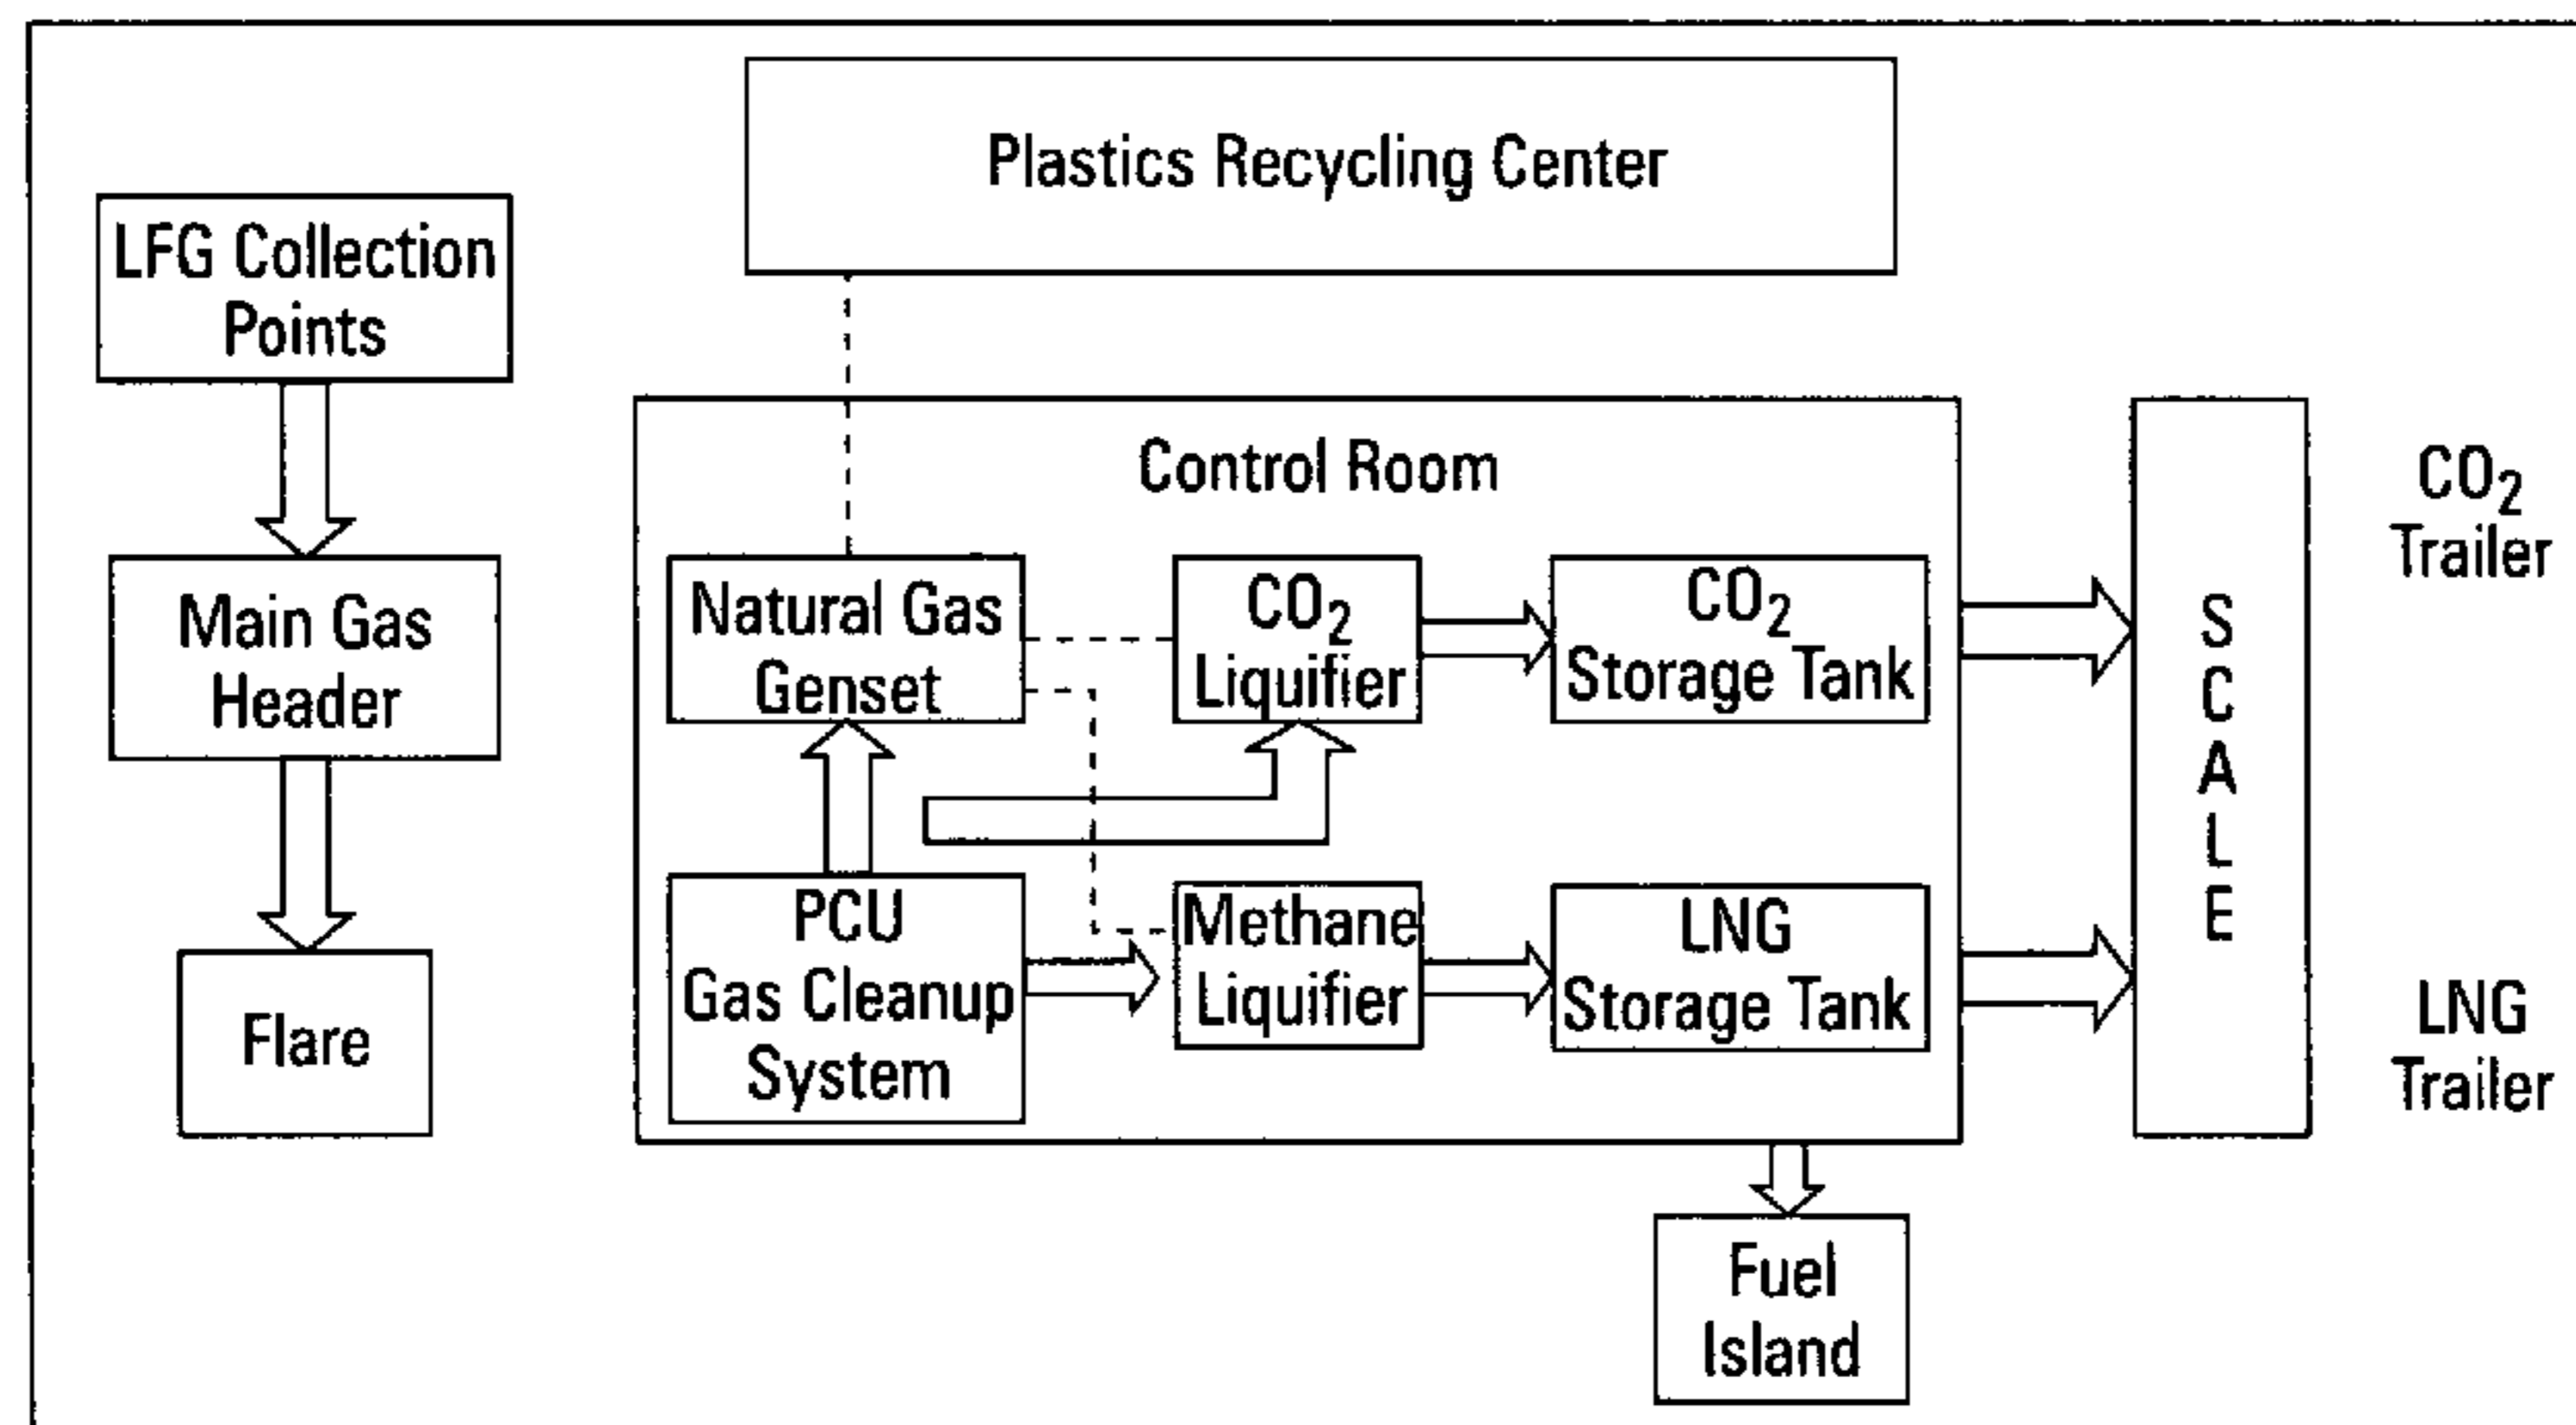 Plastics Recycling Center
LFG Collection
Points
Main Gas
Header
Flare
Control Room
Natural Gas
Genset
CO₂
Liquifier
CO₂
Storage Tank
PCU
Gas Cleanup
System
Methane
Liquifier
LNG
Storage Tank
Fuel
Island
SCALE
CO₂
Trailer
LNG
Trailer